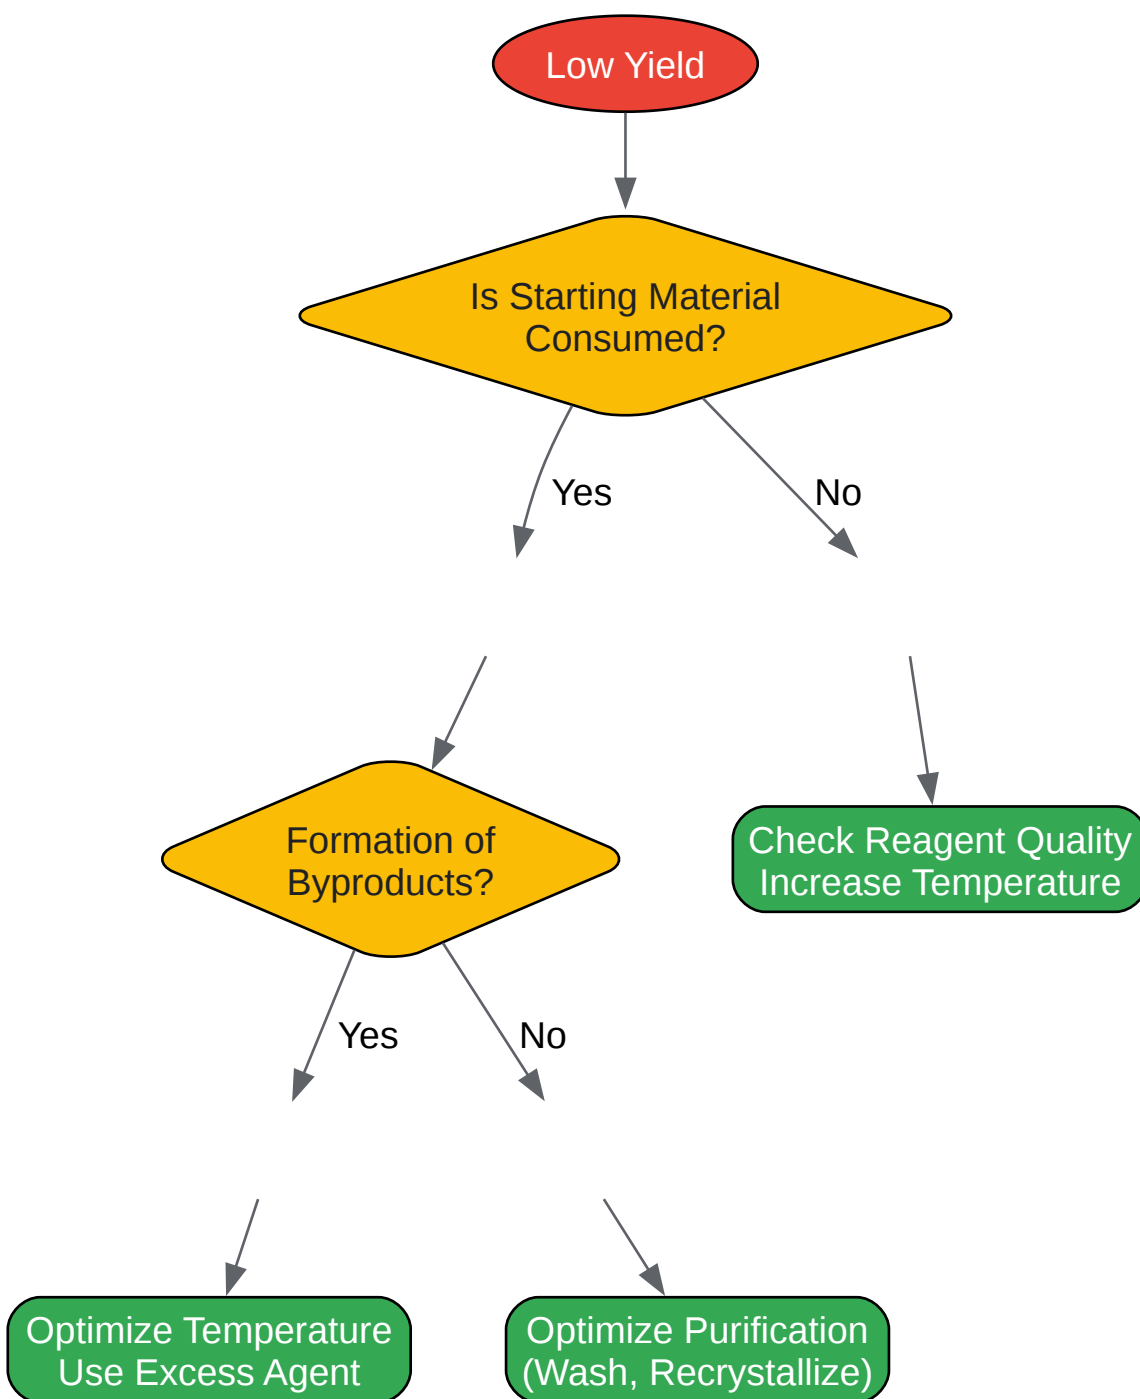 Low Yield
Is Starting Material
Consumed?
Yes
No
Formation of
Byproducts?
Check Reagent Quality
Increase Temperature
Yes
No
Optimize Temperature
Use Excess Agent
Optimize Purification
(Wash, Recrystallize)